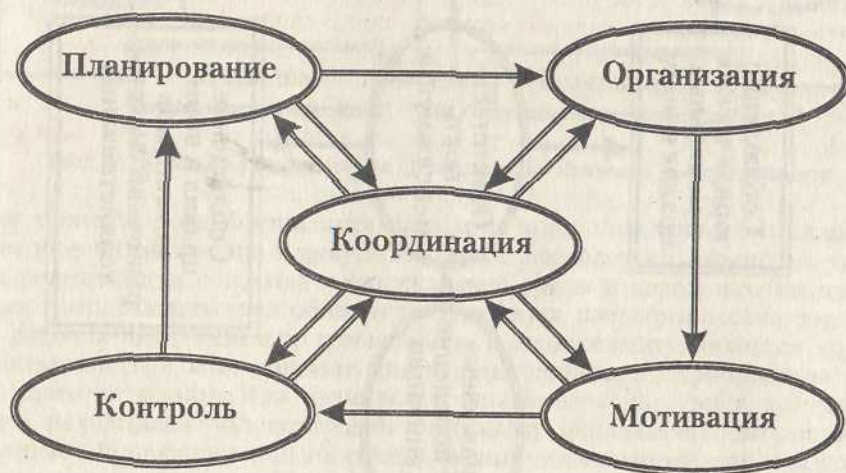 Планирование
Организация
Координация
Контроль
Мотивация